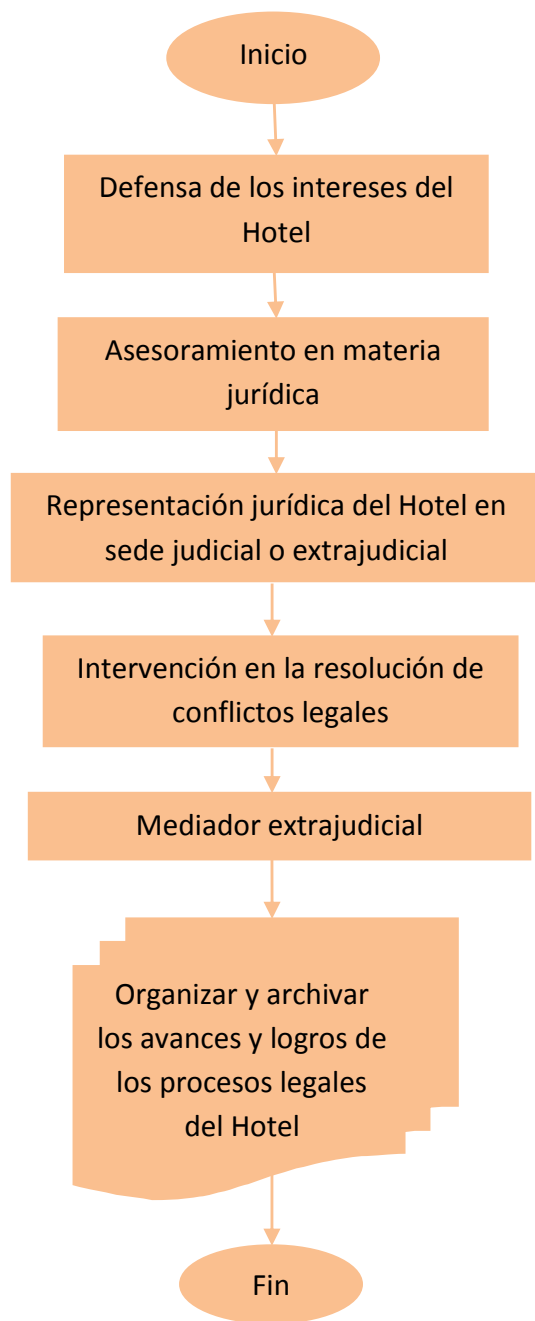 Inicio
Defensa de los intereses del
Hotel
Asesoramiento en materia
jurídica
Representación jurídica del Hotel en
sede judicial o extrajudicial
Intervención en la resolución de
conflictos legales
Mediador extrajudicial
Organizar y archivar
los avances y logros de
los procesos legales
del Hotel
Fin